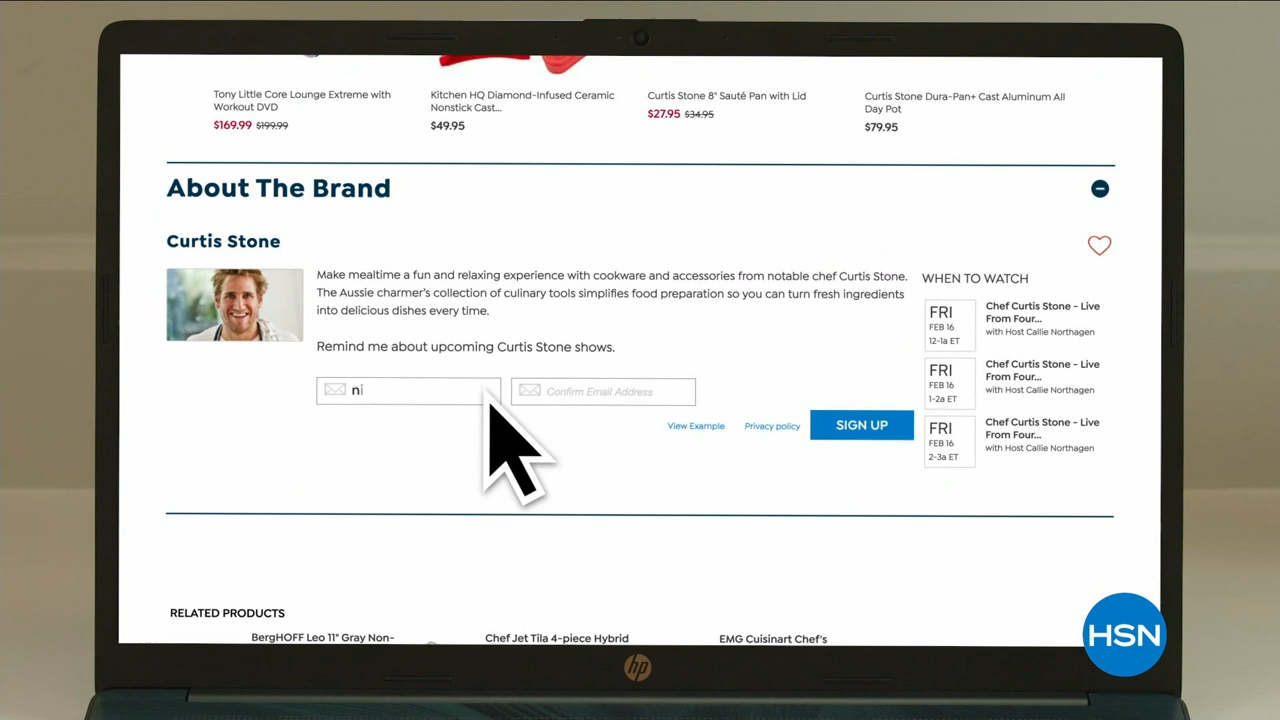 Tony Little Core Lounge Extreme with
Workout DVD
$169.99 $199.99
Kitchen HQ Diamond-Infused Ceramic
Nonstick Cast...
$49.95
Curtis Stone 8" Sauté Pan with Lid
$27.95 $34.95
Curtis Stone Dura-Pan+ Cast Aluminum All
Day Pot
$79.95
About The Brand
Curtis Stone
Make mealtime a fun and relaxing experience with cookware and accessories from notable chef Curtis Stone.
The Aussie charmer's collection of culinary tools simplifies food preparation so you can turn fresh ingredients
into delicious dishes every time.
Remind me about upcoming Curtis Stone shows.
ni
Confirm Email Address
View Example
Privacy policy
SIGN UP
WHEN TO WATCH
FRI
FEB 16
12-1a ET
Chef Curtis Stone - Live
From Four...
with Host Callie Northagen
FRI
FEB 16
1-2a ET
Chef Curtis Stone - Live
From Four...
with Host Callie Northagen
FRI
FEB 16
2-3a ET
Chef Curtis Stone - Live
From Four...
with Host Callie Northagen
RELATED PRODUCTS
BergHOFF Leo 11" Gray Non-
Chef Jet Tila 4-piece Hybrid
EMG Cuisinart Chef's
HSN
hp